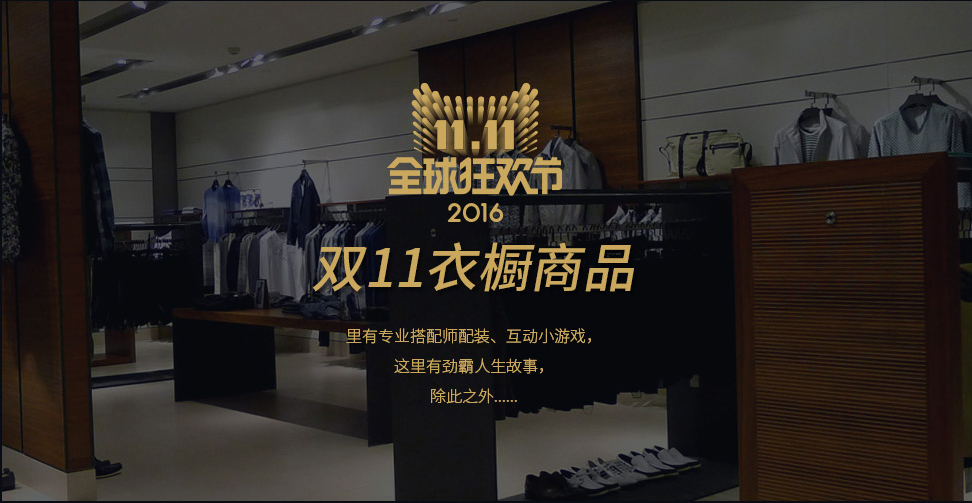 11.11
全球狂欢节
2016
双11衣橱商品
里有专业搭配师配装、互动小游戏，
这里有劲霸人生故事，
除此之外......